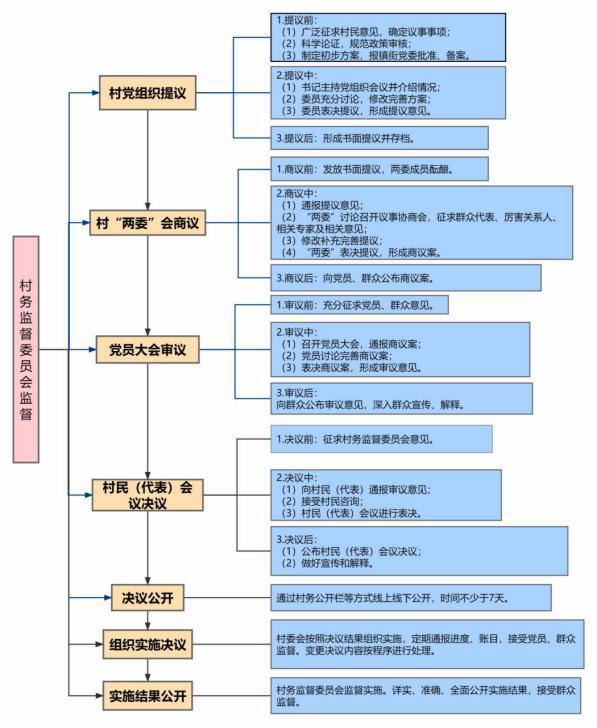 村务监督委员会监督
村党组织提议
1.提议前：
（1）广泛征求村民意见，确定议事事项；
（2）科学论证，规范政策审核；
（3）制定初步方案，报镇街党委批准、备案。
2.提议中：
（1）书记主持党组织会议并介绍情况；
（2）委员充分讨论，修改完善方案；
（3）委员表决提议，形成提议意见。
3.提议后：形成书面提议并存档。
村“两委”会商议
1.商议前：发放书面提议，两委成员酝酿。
2.商议中：
（1）通报提议意见；
（2）“两委”讨论召开议事协商会，征求群众代表、厉害关系人、
相关专家及相关意见；
（3）修改补充完善提议；
（4）“两委”表决提议，形成商议案。
3.商议后：向党员、群众公布商议案。
党员大会审议
1.审议前：充分征求党员、群众意见。
2.审议中：
（1）召开党员大会，通报商议案；
（2）党员讨论完善商议案；
（3）表决商议案，形成审议意见。
3.审议后：
向群众公布审议意见，深入群众宣传、解释。
村民（代表）会
议决议
1.决议前：征求村务监督委员会意见。
2.决议中：
（1）向村民（代表）通报审议意见；
（2）接受村民咨询；
（3）村民（代表）会议进行表决。
3.决议后：
（1）公布村民（代表）会议决议；
（2）做好宣传和解释。
决议公开
通过村务公开栏等方式线上线下公开，时间不少于7天。
组织实施决议
村委会按照决议结果组织实施，定期通报进度、账目，接受党员、群众
监督。变更决议内容按程序进行处理。
实施结果公开
村务监督委员会监督实施。详实、准确、全面公开实施结果，接受群众
监督。